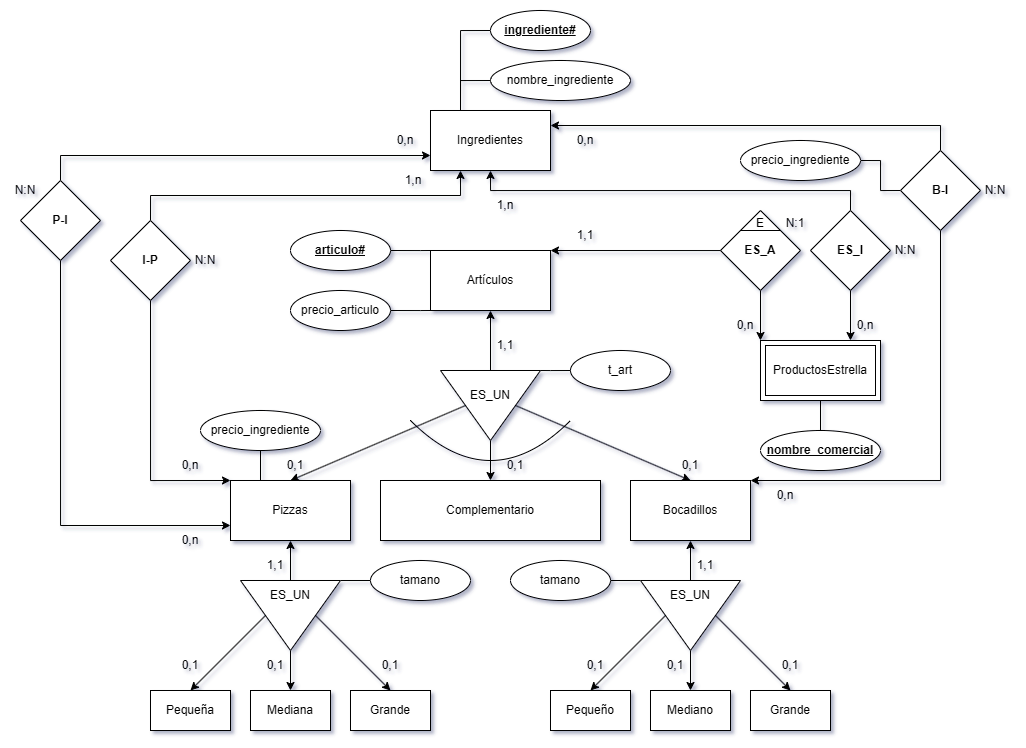 ingrediente#
nombre_ingrediente
Ingredientes
0,n
0,n
precio_ingrediente
N:N
P-I
1,n
1,n
B-I
N:N
I-P
N:N
articulo#
1,1
E
N:1
ES_A
ES_I
N:N
Artículos
precio_articulo
0,n
0,n
1,1
t_art
ProductosEstrella
ES_UN
precio_ingrediente
nombre_comercial
0,n
0,1
0,1
0,1
0,n
Pizzas
Complementario
Bocadillos
0,n
1,1
1,1
ES_UN
tamano
tamano
ES_UN
0,1
0,1
0,1
0,1
0,1
0,1
Pequeña
Mediana
Grande
Pequeño
Mediano
Grande